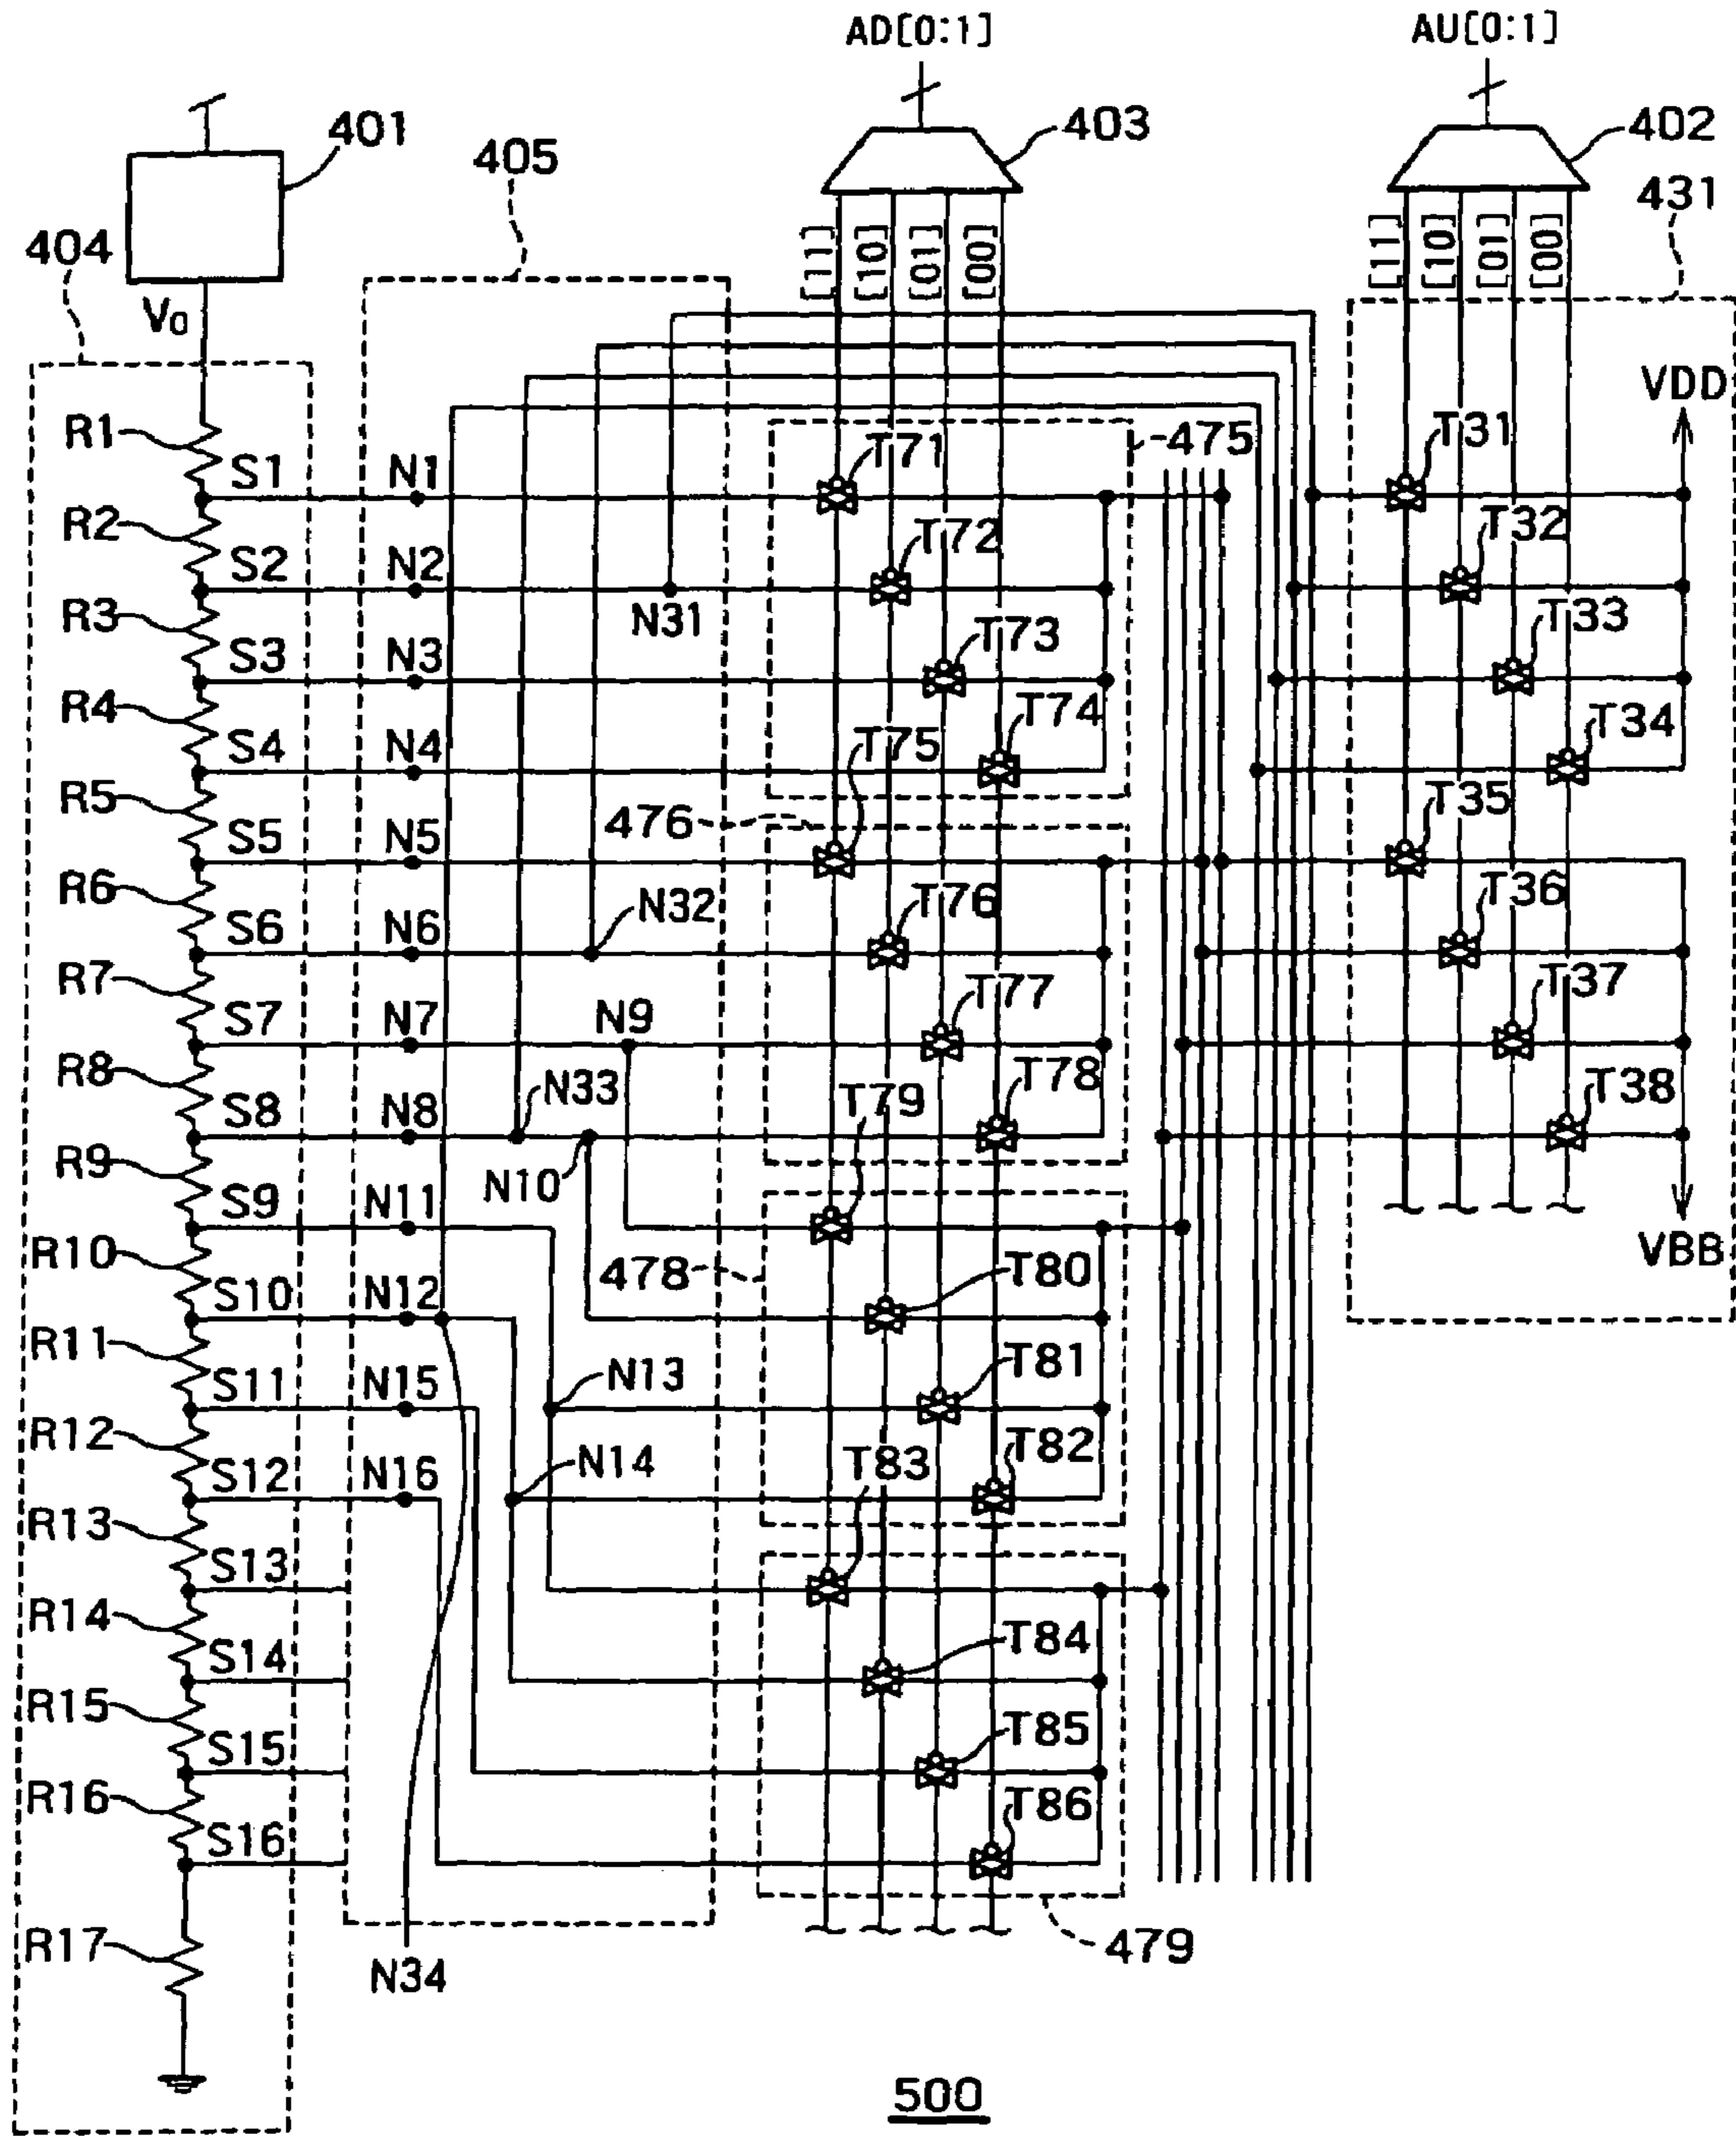 AD[0:1]
AU[0:1]
401
403
402
405
431
404
[11]
[10]
[01]
[00]
[11]
[10]
[01]
[00]
V0
VDD
R1
S1
N1
T71
475
T31
R2
S2
N2
T72
T32
N31
R3
S3
N3
T73
T33
R4
S4
N4
T75
T74
T34
R5
476
T35
S5
N5
R6
S6
N6
N32
T76
T36
R7
S7
N7
N9
T77
T37
R8
S8
N8
N33
T79
T78
T38
R9
N10
S9
N11
R10
478
T80
VBB
S10
N12
R11
S11
N15
N13
T81
R12
S12
N16
N14
T83
T82
R13
S13
R14
S14
T84
R15
S15
T85
R16
S16
T86
R17
N34
479
500